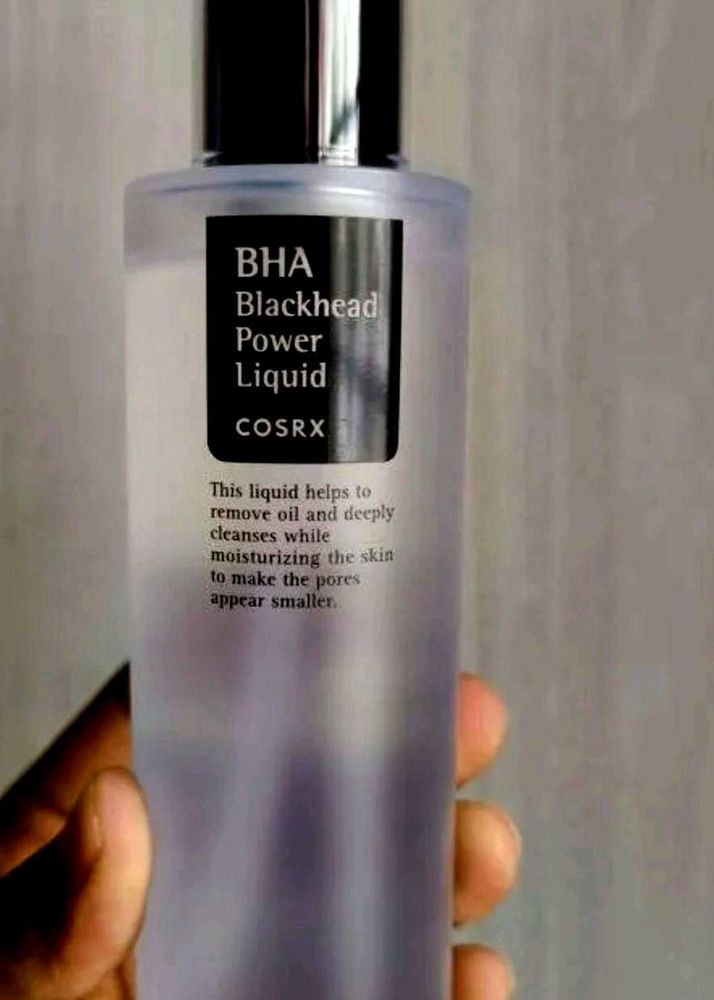 BHA
Blackhead
Power
Liquid
COSRX
This liquid helps to
remove oil and deeply
cleanses while
moisturizing the skin
to make the pores
appear smaller.